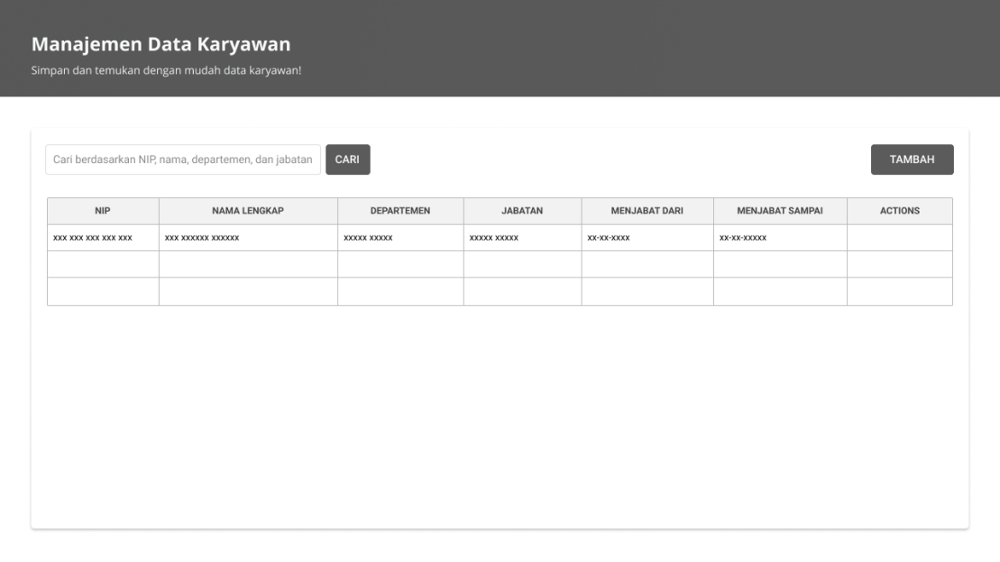 Manajemen Data Karyawan
Simpan dan temukan dengan mudah data karyawan!
Cari berdasarkan NIP, nama, departemen, dan jabatan CARI TAMBAH
NIP NAMA LENGKAP DEPARTEMEN JABATAN MENJABAT DARI MENJABAT SAMPAI ACTIONS
xxx xxx xxx xxx xxx xxx xxxxxx xxxxxx xxxxx xxxxx xxxxx xxxxx xx-xx-xxxx xx-xx-xxxxx